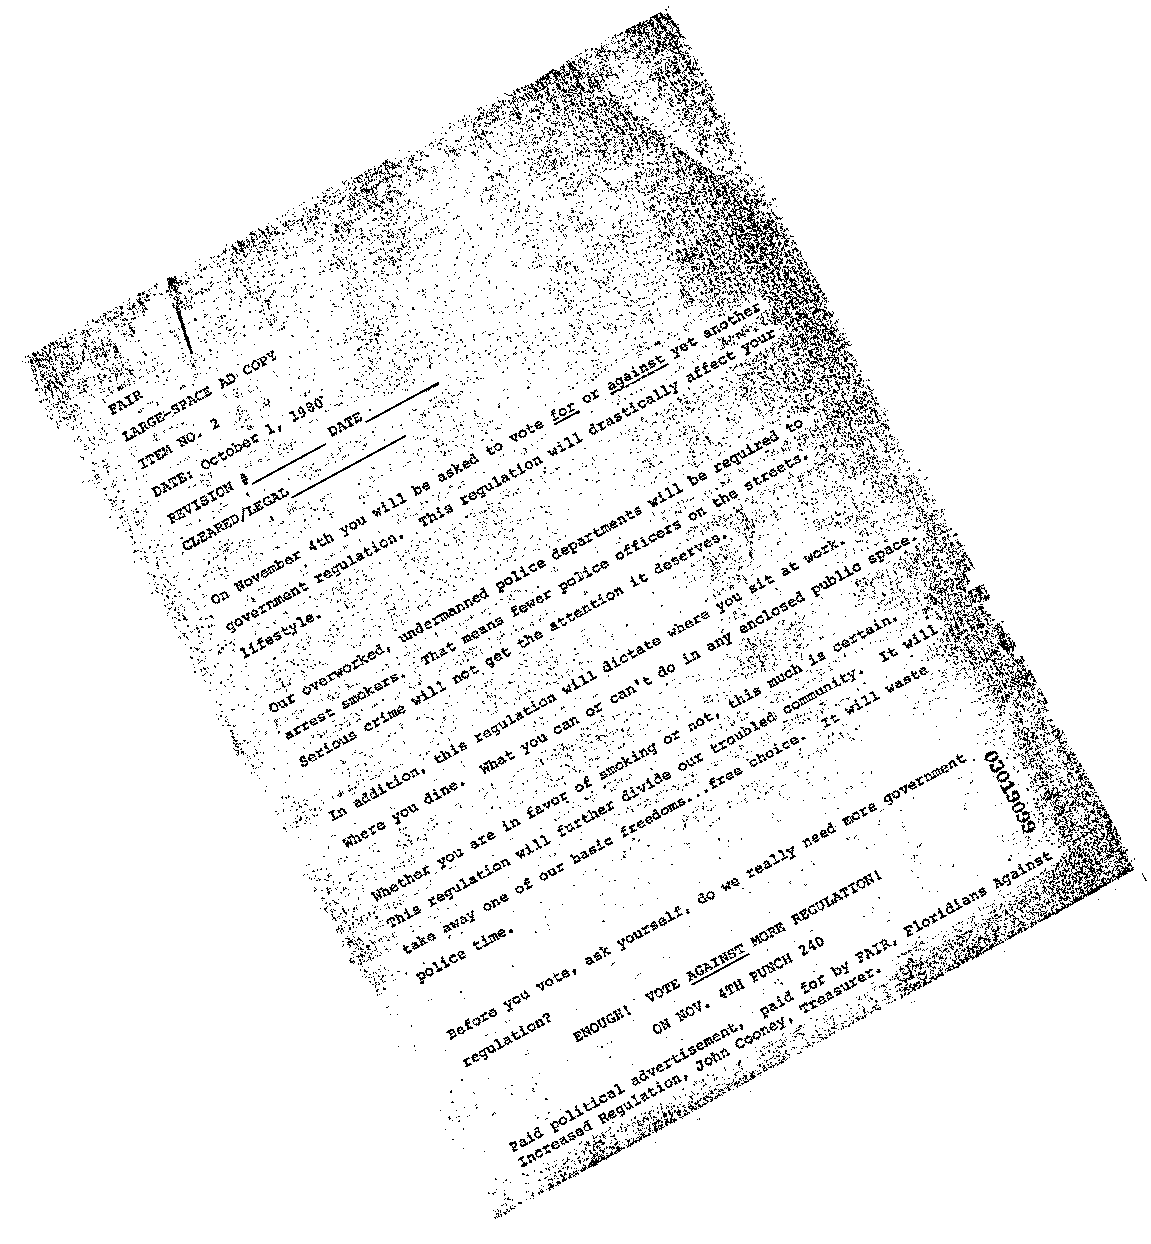 FAIR
LARGE-SPACE AD COPY
ITEM NO. 2
DATE: October 1, 1980
REVISION # DATE
CLEARED/LEGAL
On November 4th you will be asked to vote for or against yet another
government regulation. This regulation will drastically affect your
lifestyle.
Our overworked, undermanned police departments will be required to
arrest smokers. That means fewer police officers on the streets.
Serious crime will not get the attention it deserves.
In addition, this regulation will dictate where you sit at work.
Where you dine. What you can or can't do in any enclosed public space.
Whether you are in favor of smoking or not, this much is certain.
This regulation will further divide our troubled community. It will
take away one of our basic freedoms...free choice. It will waste
police time.
Before you vote, ask yourself, do we really need more government
regulation?
ENOUGH! VOTE AGAINST MORE REGULATION!
ON NOV. 4TH PUNCH 240
Paid political advertisement, paid for by FAIR, Floridians Against
Increased Regulation, John Cooney, Treasurer.
03019099